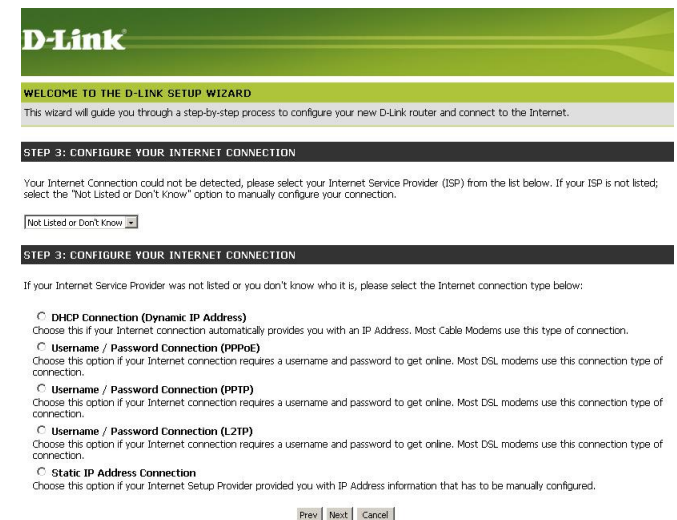 D-Link
WELCOME TO THE D-LINK SETUP WIZARD
This wizard will guide you through a step-by-step process to configure your new D-Link router and connect to the Internet.
STEP 3: CONFIGURE YOUR INTERNET CONNECTION
Your Internet Connection could not be detected, please select your Internet Service Provider (ISP) from the list below. If your ISP is not listed;
select the "Not Listed or Don't Know" option to manually configure your connection.
Not Listed or Don't Know
STEP 3: CONFIGURE YOUR INTERNET CONNECTION
If your Internet Service Provider was not listed or you don't know who it is, please select the Internet connection type below:
DHCP Connection (Dynamic IP Address)
Choose this if your Internet connection automatically provides you with an IP Address. Most Cable Modems use this type of connection.
Username / Password Connection (PPPoE)
Choose this option if your Internet connection requires a username and password to get online. Most DSL modems use this connection type of
connection.
Username / Password Connection (PPTP)
Choose this option if your Internet connection requires a username and password to get online. Most DSL modems use this connection type of
connection.
Username / Password Connection (L2TP)
Choose this option if your Internet connection requires a username and password to get online. Most DSL modems use this connection type of
connection.
Static IP Address Connection
Choose this option if your Internet Setup Provider provided you with IP Address information that has to be manually configured.
Prev Next Cancel